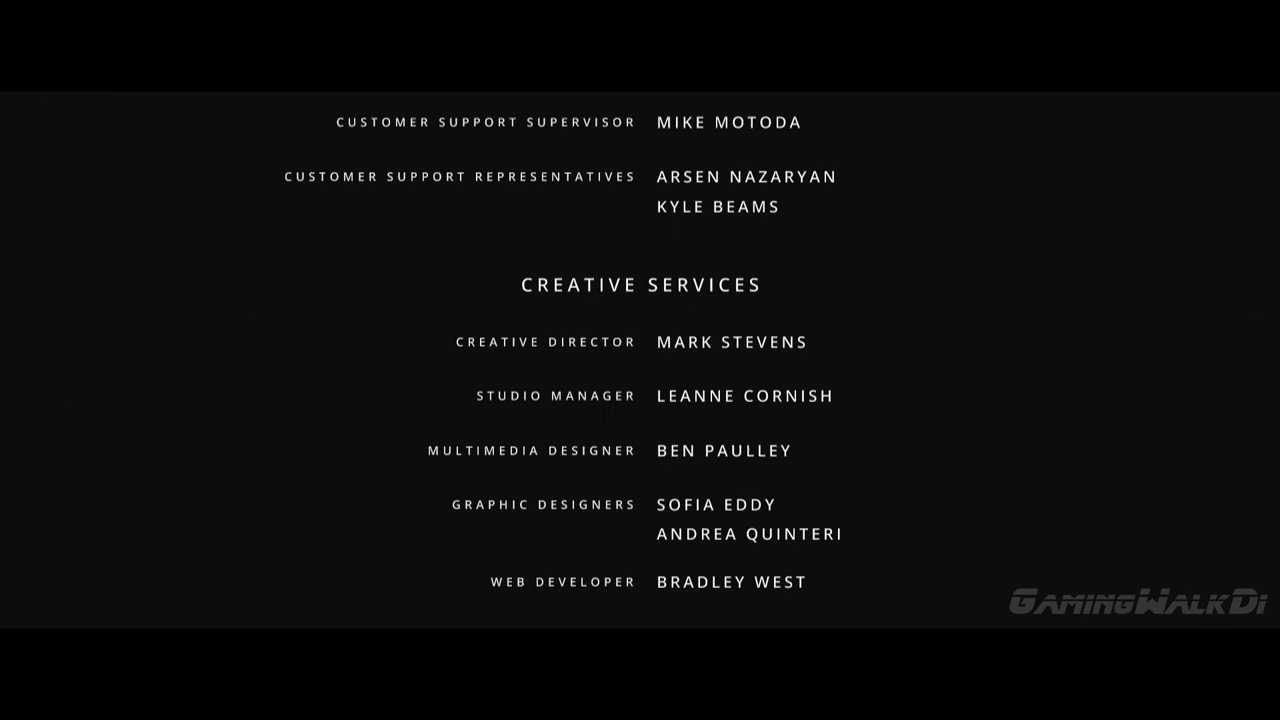 CUSTOMER SUPPORT SUPERVISOR MIKE MOTODA
CUSTOMER SUPPORT REPRESENTATIVES ARSEN NAZARYAN
KYLE BEAMS
CREATIVE SERVICES
CREATIVE DIRECTOR MARK STEVENS
STUDIO MANAGER LEANNE CORNISH
MULTIMEDIA DESIGNER BEN PAULLEY
GRAPHIC DESIGNERS SOFIA EDDY
ANDREA QUINTERI
WEB DEVELOPER BRADLEY WEST
GAMINGWALKDI